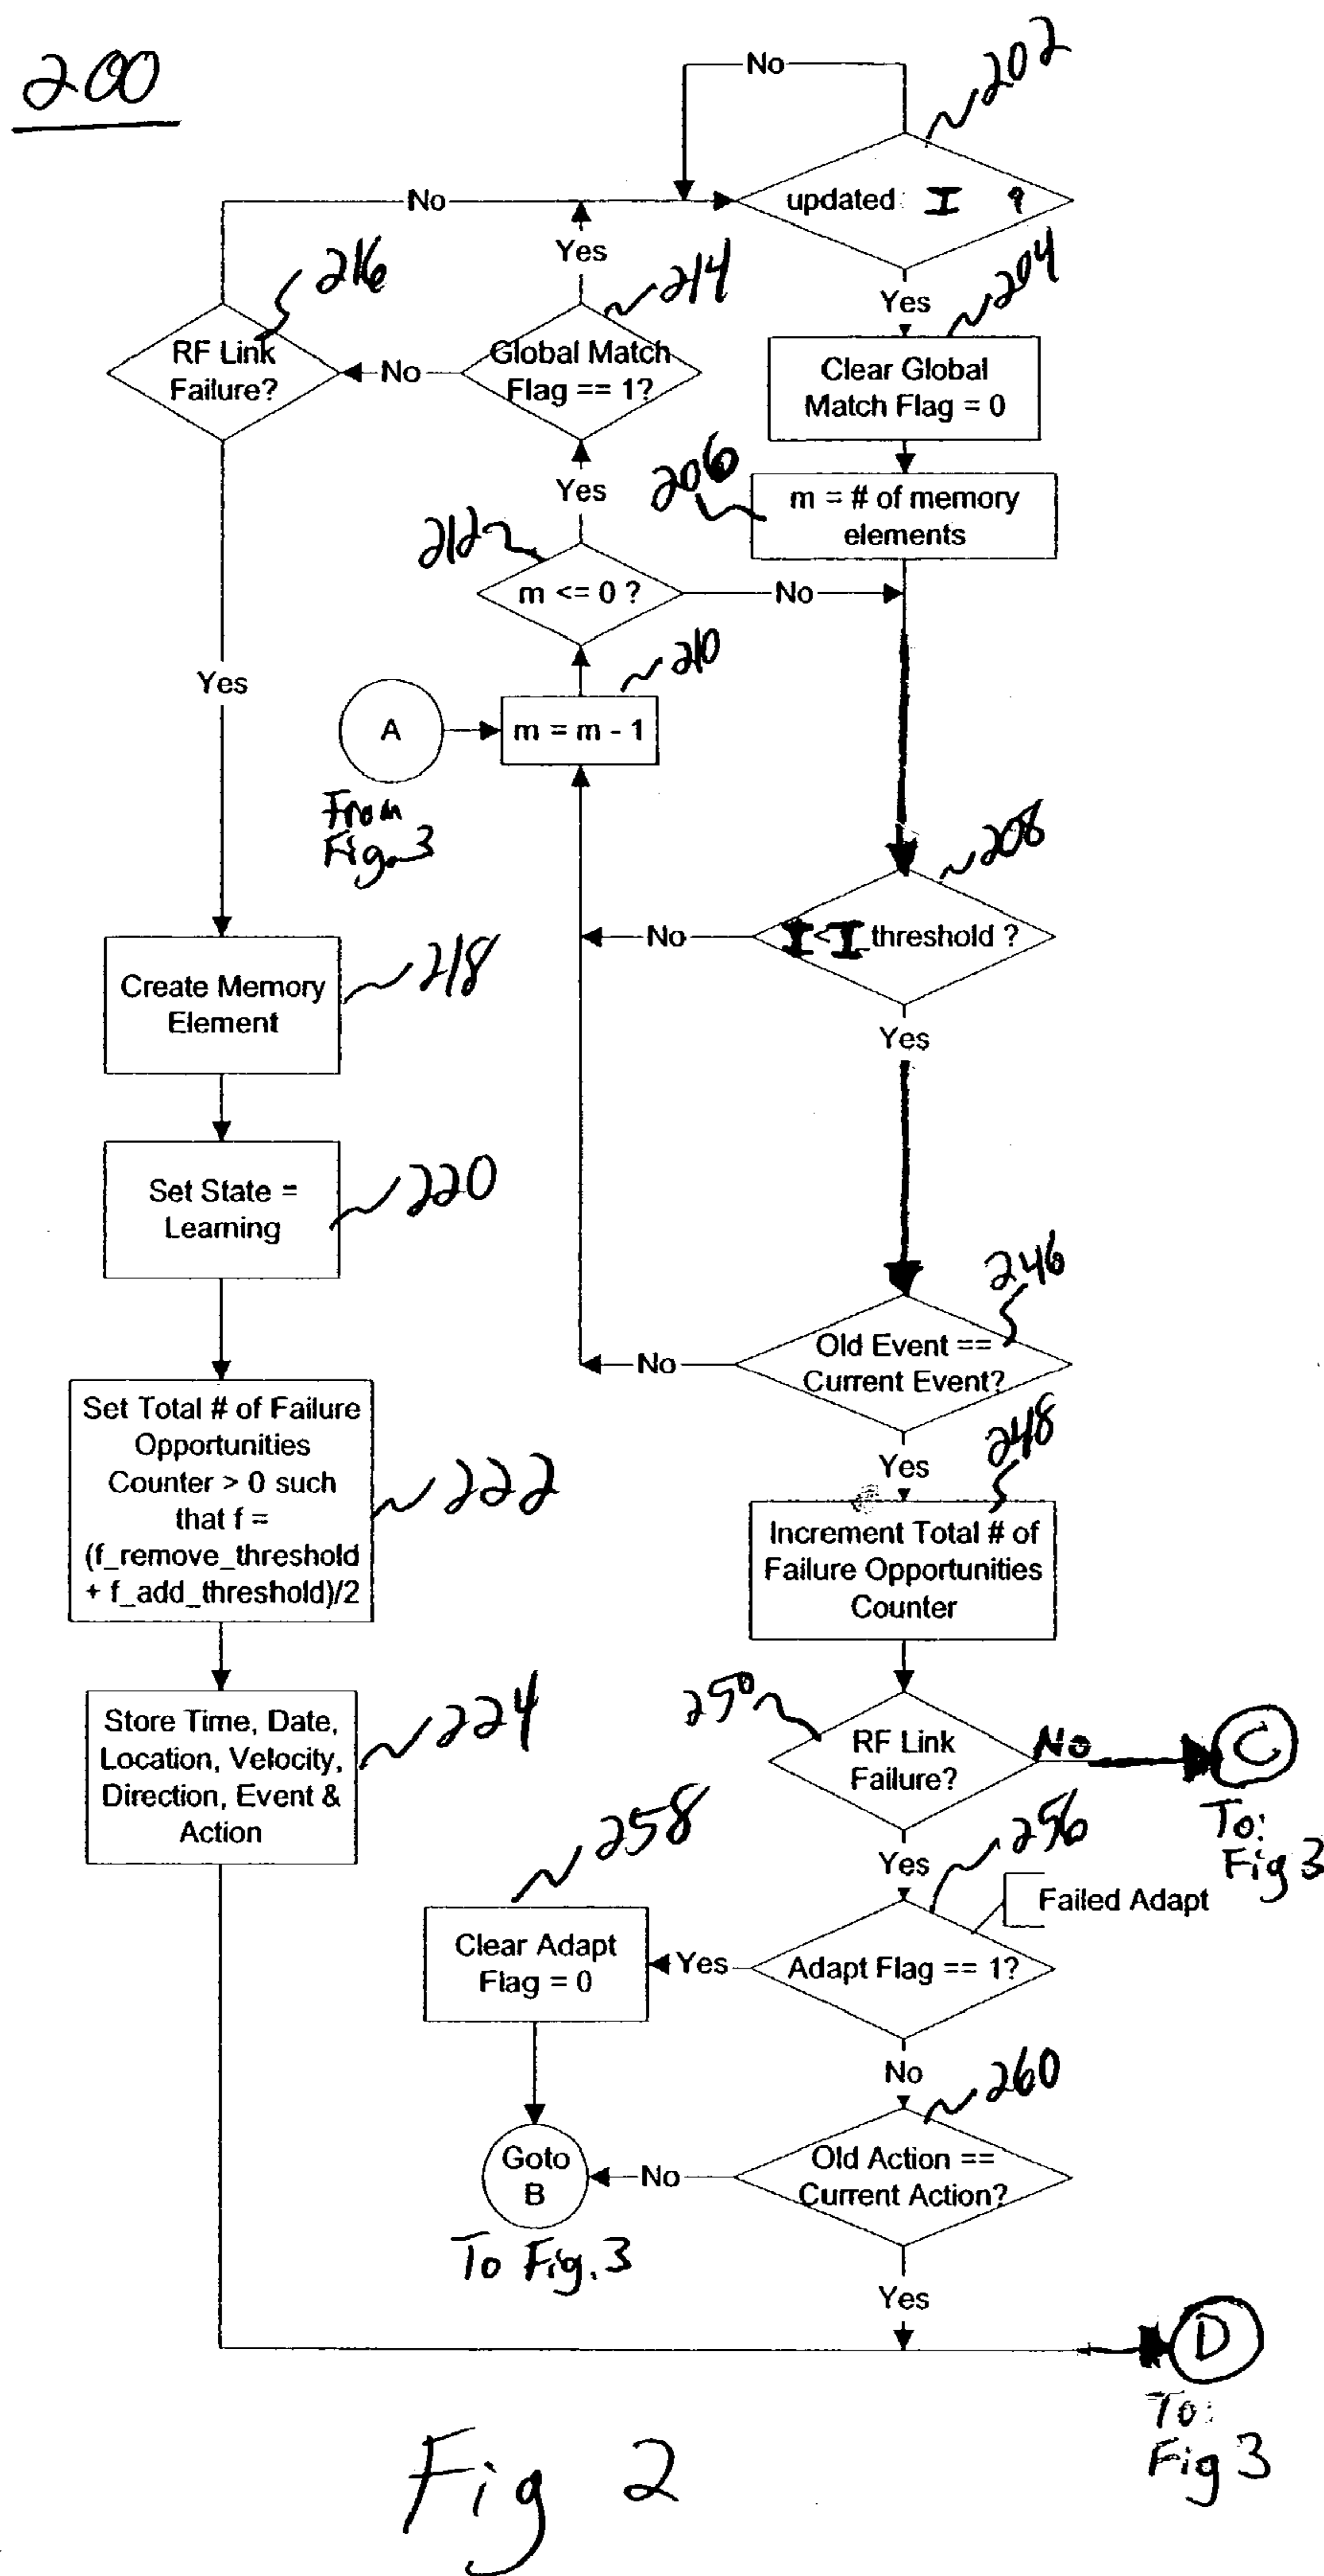 200
No
202
updated I ?
No
Yes
216
214
204
Yes
RF Link
Failure?
No
Global Match
Flag == 1?
Clear Global
Match Flag = 0
206
Yes
m = # of memory
elements
212
m <= 0 ?
No
210
Yes
A
m = m - 1
From
Fig. 3
208
No
I<I_threshold ?
Create Memory
Element
218
Yes
Set State =
Learning
220
246
No
Old Event ==
Current Event?
Set Total # of Failure
Opportunities
Counter > 0 such
that f =
(f_remove_threshold
+ f_add_threshold)/2
222
248
Yes
Increment Total # of
Failure Opportunities
Counter
Store Time, Date,
Location, Velocity,
Direction, Event &
Action
224
250
RF Link
Failure?
No
C
To:
Fig 3
258
256
Yes
Failed Adapt
Clear Adapt
Flag = 0
Yes
Adapt Flag == 1?
No
260
Goto
B
No
Old Action ==
Current Action?
To Fig. 3
Yes
D
To:
Fig 3
Fig 2